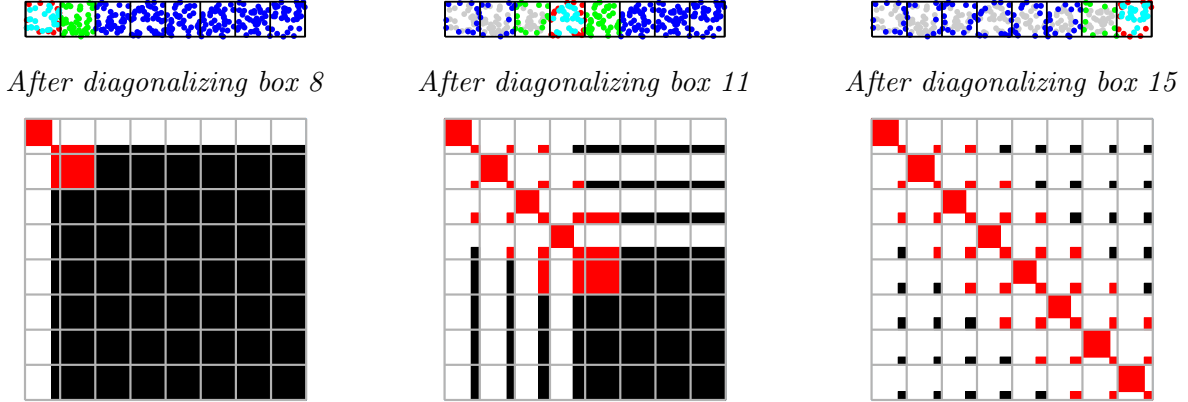 After diagonalizing box 8
After diagonalizing box 11
After diagonalizing box 15